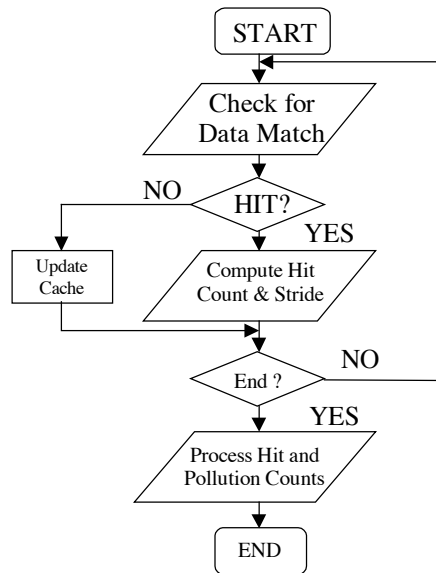 START
Check for
Data Match
NO
HIT?
YES
Update
Cache
Compute Hit
Count & Stride
End ?
NO
YES
Process Hit and
Pollution Counts
END